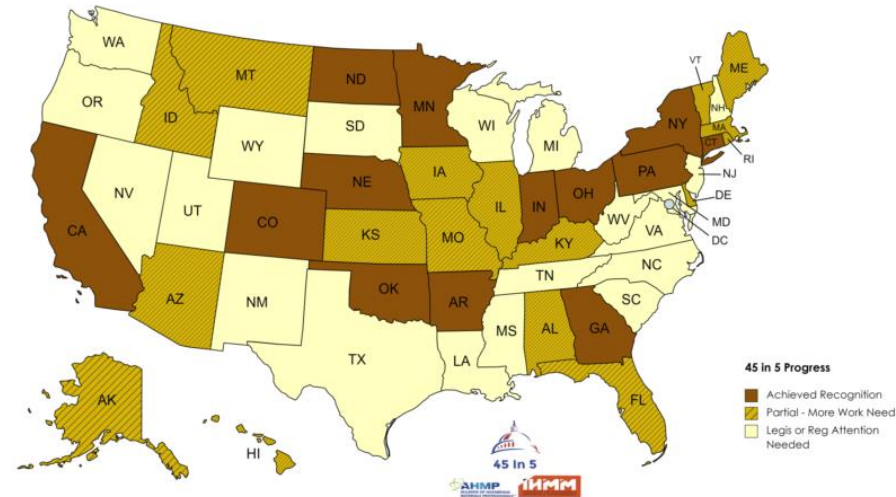 WA
MT
ND
MN
VT
ME
OR
ID
SD
WI
MI
NY
NH
MA
CT
RI
WY
IA
PA
NJ
NV
NE
IL
IN
OH
DE
UT
CO
WV
MD
CA
KS
MO
KY
VA
DC
AZ
NM
OK
AR
TN
NC
SC
MS
AL
GA
TX
LA
FL
AK
HI
45 in 5 Progress
Achieved Recognition
Partial - More Work Need
Legis or Reg Attention
Needed
45 In 5
AHMP
IHMM